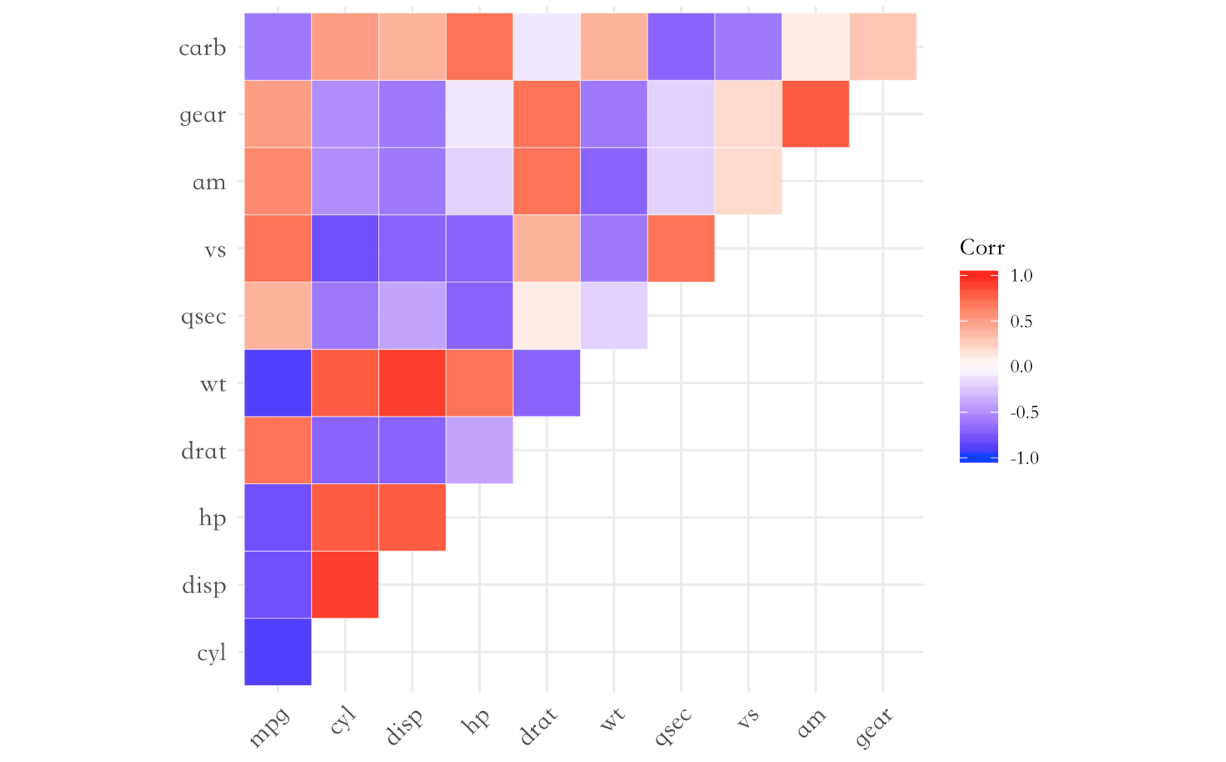 carb
gear
am
vs
qsec
wt
drat
hp
disp
cyl
mpg cyl disp hp drat wt qsec vs am gear
Corr
1.0
0.5
0.0
-0.5
-1.0